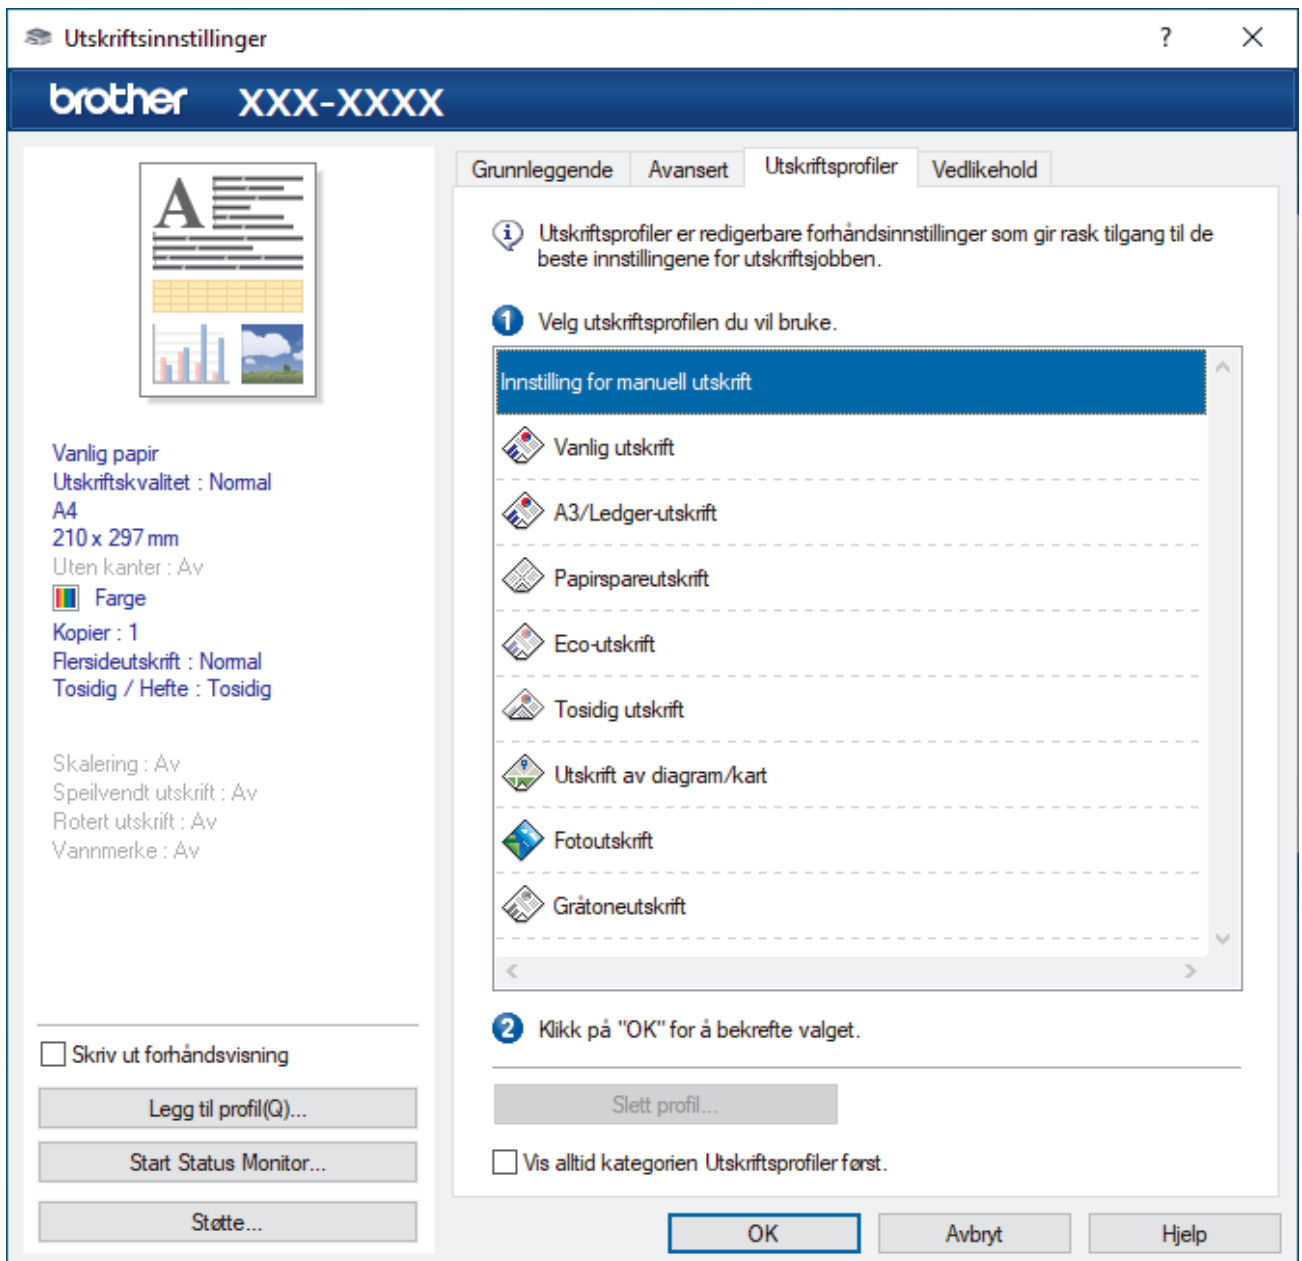 Utskriftsinnstillinger
?
brother XXX-XXXX
A
Vanlig papir
Utskriftskvalitet : Normal
A4
210 x 297 mm
Uten kanter : Av
Farge
Kopier : 1
Flersideutskrift : Normal
Tosidig / Hefte : Tosidig
Skalering : Av
Speilvendt utskrift : Av
Rotert utskrift : Av
Vannmerke : Av
Skriv ut forhåndsvisning
Legg til profil(Q)...
Start Status Monitor...
Støtte...
Grunnleggende
Avansert
Utskriftsprofiler
Vedlikehold
Utskriftsprofiler er redigerbare forhåndsinnstillinger som gir rask tilgang til de
beste innstillingene for utskriftsjobben.
1 Velg utskriftsprofilen du vil bruke.
Innstilling for manuell utskrift
Vanlig utskrift
A3/Ledger-utskrift
Papirspareutskrift
Eco-utskrift
Tosidig utskrift
Utskrift av diagram/kart
Fotoutskrift
Gråtoneutskrift
2 Klikk på "OK" for å bekrefte valget.
Slett profil...
Vis alltid kategorien Utskriftsprofiler først.
OK
Avbryt
Hjelp